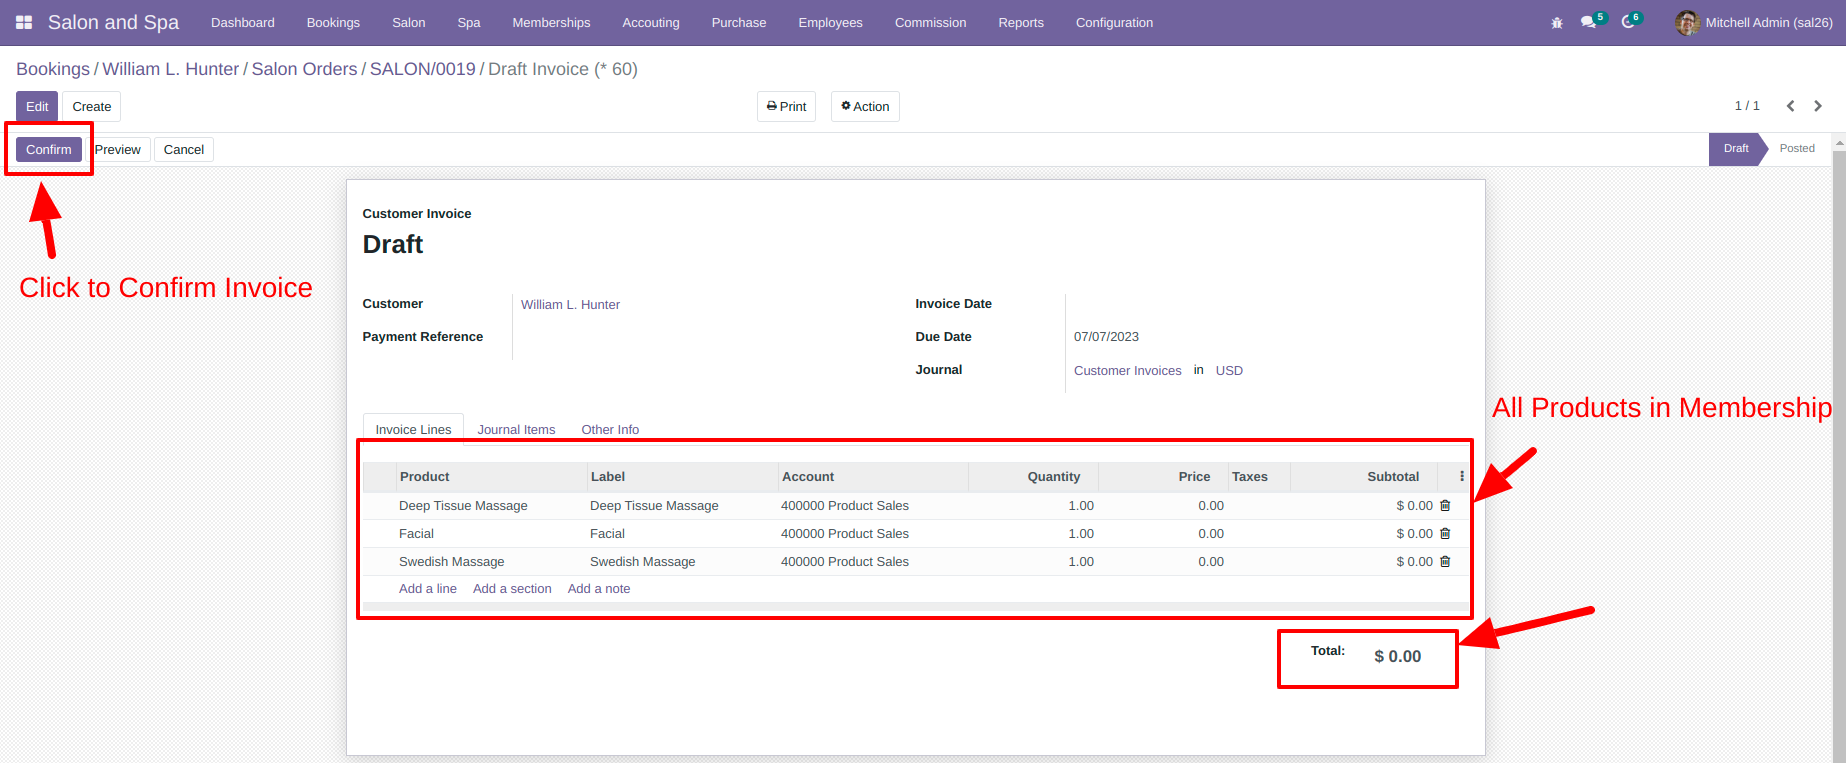 Salon and Spa Dashboard Bookings Salon Spa Memberships Accouting Purchase Employees Commission Reports Configuration 5 6 Mitchell Admin (sal26)
Bookings / William L. Hunter / Salon Orders / SALON/0019 / Draft Invoice (* 60)
Edit Create Print Action 1 / 1
Confirm Preview Cancel Draft Posted
Customer Invoice
Draft
Click to Confirm Invoice
Customer William L. Hunter Invoice Date
Payment Reference Due Date 07/07/2023
Journal Customer Invoices in USD
All Products in Membership
Invoice Lines Journal Items Other Info
Product Label Account Quantity Price Taxes Subtotal
Deep Tissue Massage Deep Tissue Massage 400000 Product Sales 1.00 0.00 $ 0.00
Facial Facial 400000 Product Sales 1.00 0.00 $ 0.00
Swedish Massage Swedish Massage 400000 Product Sales 1.00 0.00 $ 0.00
Add a line Add a section Add a note
Total: $ 0.00